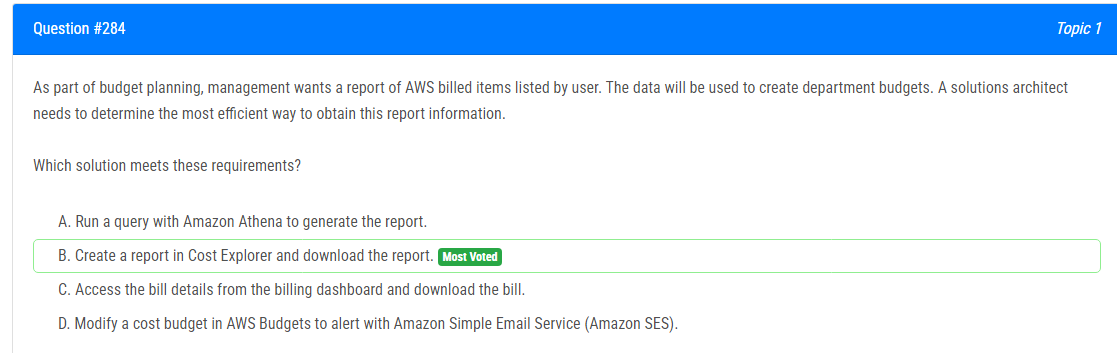 Question #284
Topic 1
As part of budget planning, management wants a report of AWS billed items listed by user. The data will be used to create department budgets. A solutions architect
needs to determine the most efficient way to obtain this report information.
Which solution meets these requirements?
A. Run a query with Amazon Athena to generate the report.
B. Create a report in Cost Explorer and download the report. Most Voted
C. Access the bill details from the billing dashboard and download the bill.
D. Modify a cost budget in AWS Budgets to alert with Amazon Simple Email Service (Amazon SES).